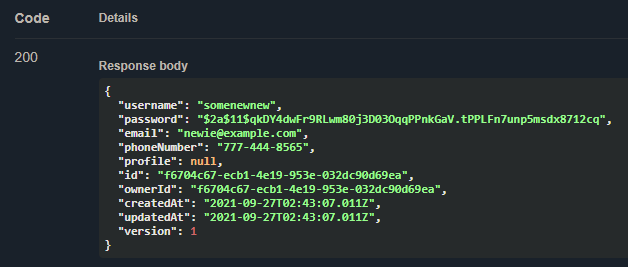 Code Details
200
Response body
{
"username": "somenewnew",
"password": "$2a$11$qkDY4dwFr9RLwm80j3D03OqqPPnkGaV.tPPLFn7unp5msdx8712cq",
"email": "newie@example.com",
"phoneNumber": "777-444-8565",
"profile": null,
"id": "f6704c67-ecb1-4e19-953e-032dc90d69ea",
"ownerId": "f6704c67-ecb1-4e19-953e-032dc90d69ea",
"createdAt": "2021-09-27T02:43:07.011Z",
"updatedAt": "2021-09-27T02:43:07.011Z",
"version": 1
}